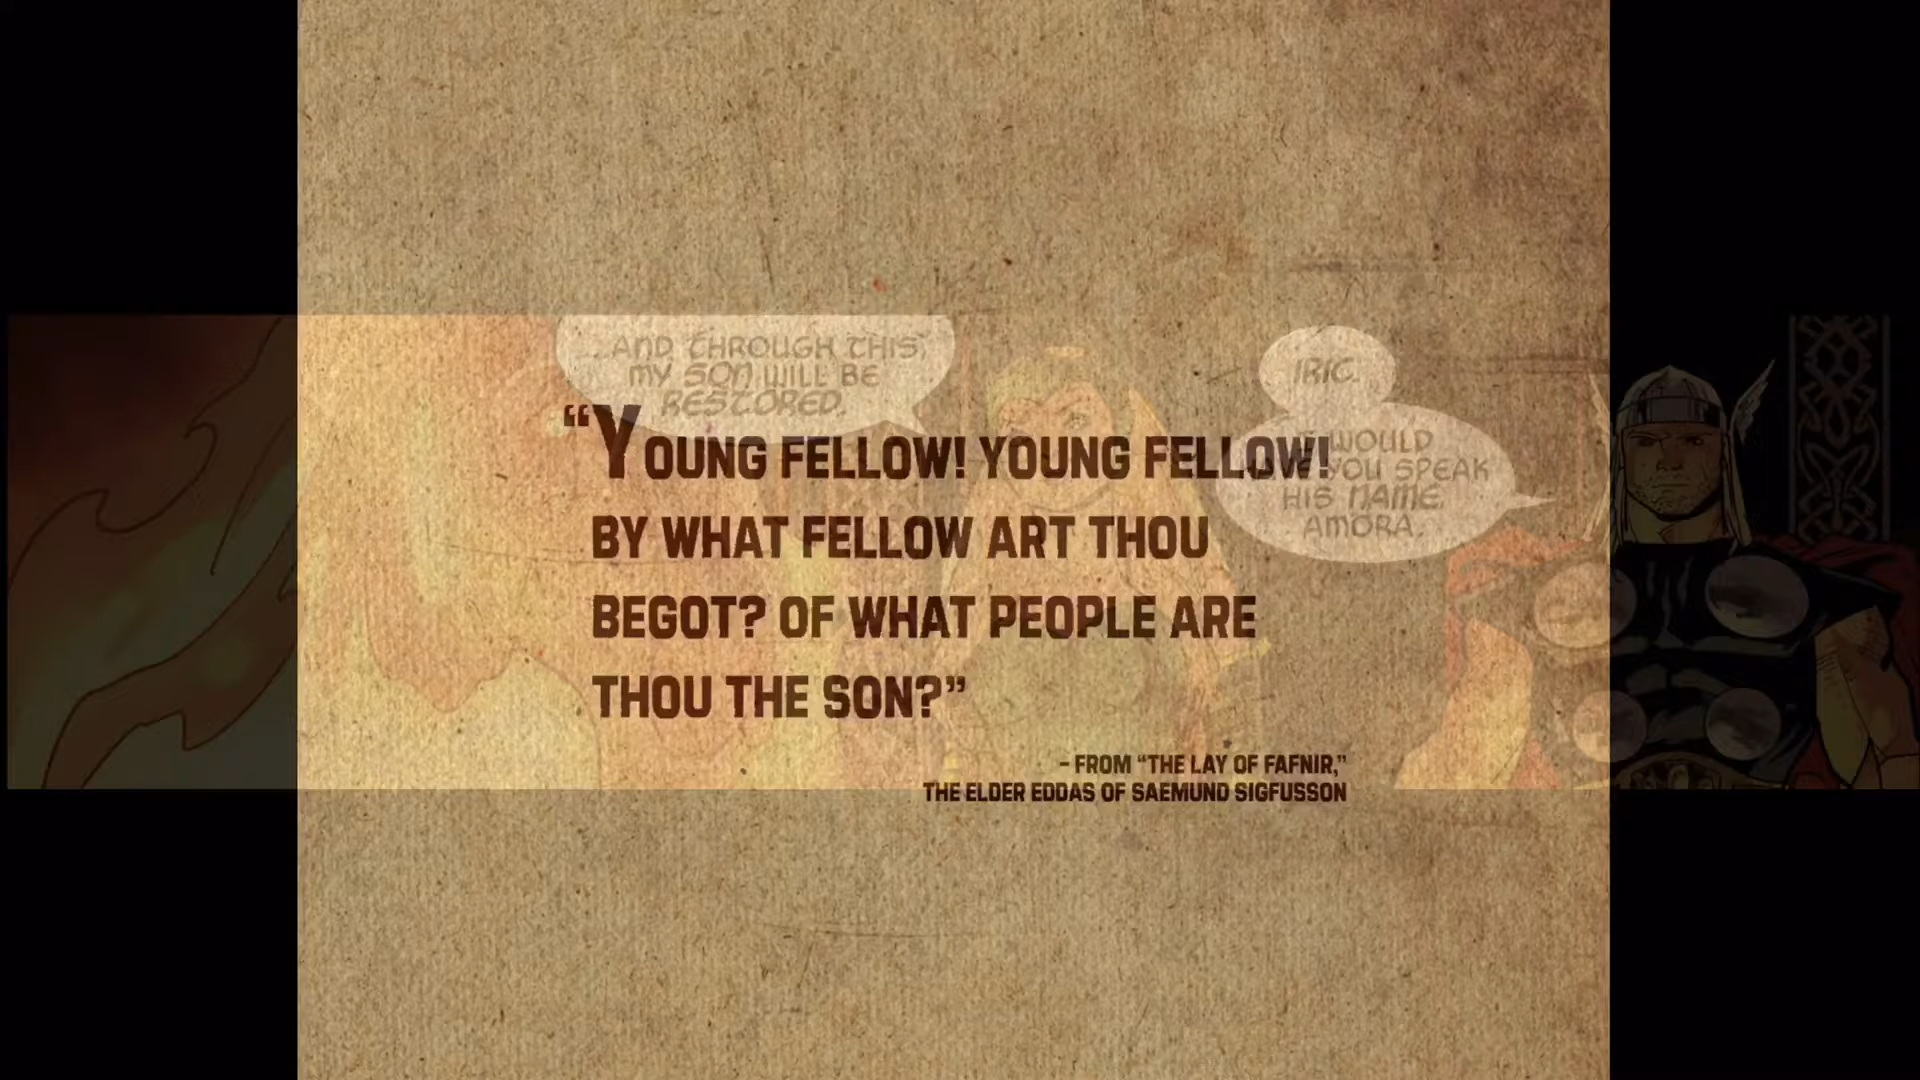 ...AND THROUGH THIS,
MY SON WILL BE
RESTORED.
IRIC.
WOULD
YOU SPEAK
HIS NAME,
AMORA.
“YOUNG FELLOW! YOUNG FELLOW!
BY WHAT FELLOW ART THOU
BEGOT? OF WHAT PEOPLE ARE
THOU THE SON?”
– FROM “THE LAY OF FAFNIR,”
THE ELDER EDDAS OF SAEMUND SIGFUSSON